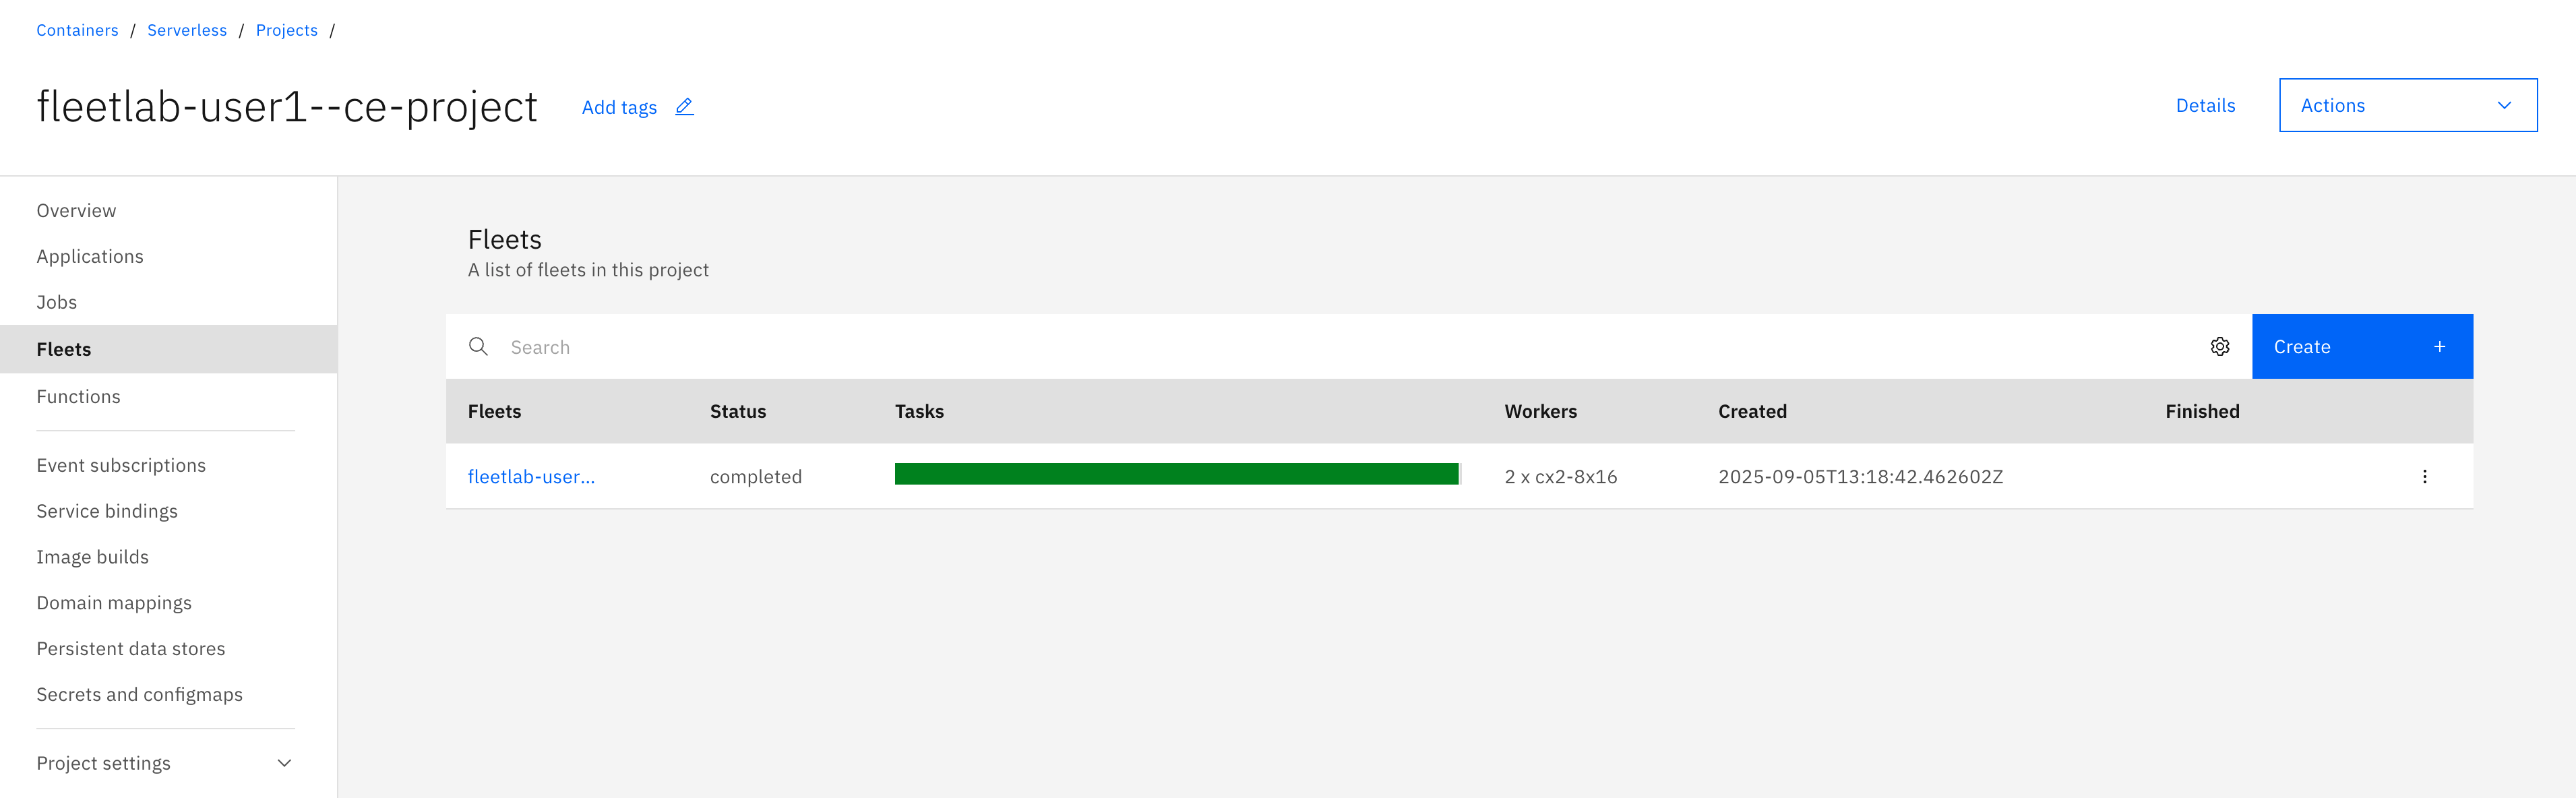 Containers / Serverless / Projects /
fleetlab-user1--ce-project Add tags Details Actions
Overview
Applications
Jobs
Fleets
Functions
Event subscriptions
Service bindings
Image builds
Domain mappings
Persistent data stores
Secrets and configmaps
Project settings
Fleets
A list of fleets in this project
Search Create +
Fleets Status Tasks Workers Created Finished
fleetlab-user... completed 2 x cx2-8x16 2025-09-05T13:18:42.462602Z